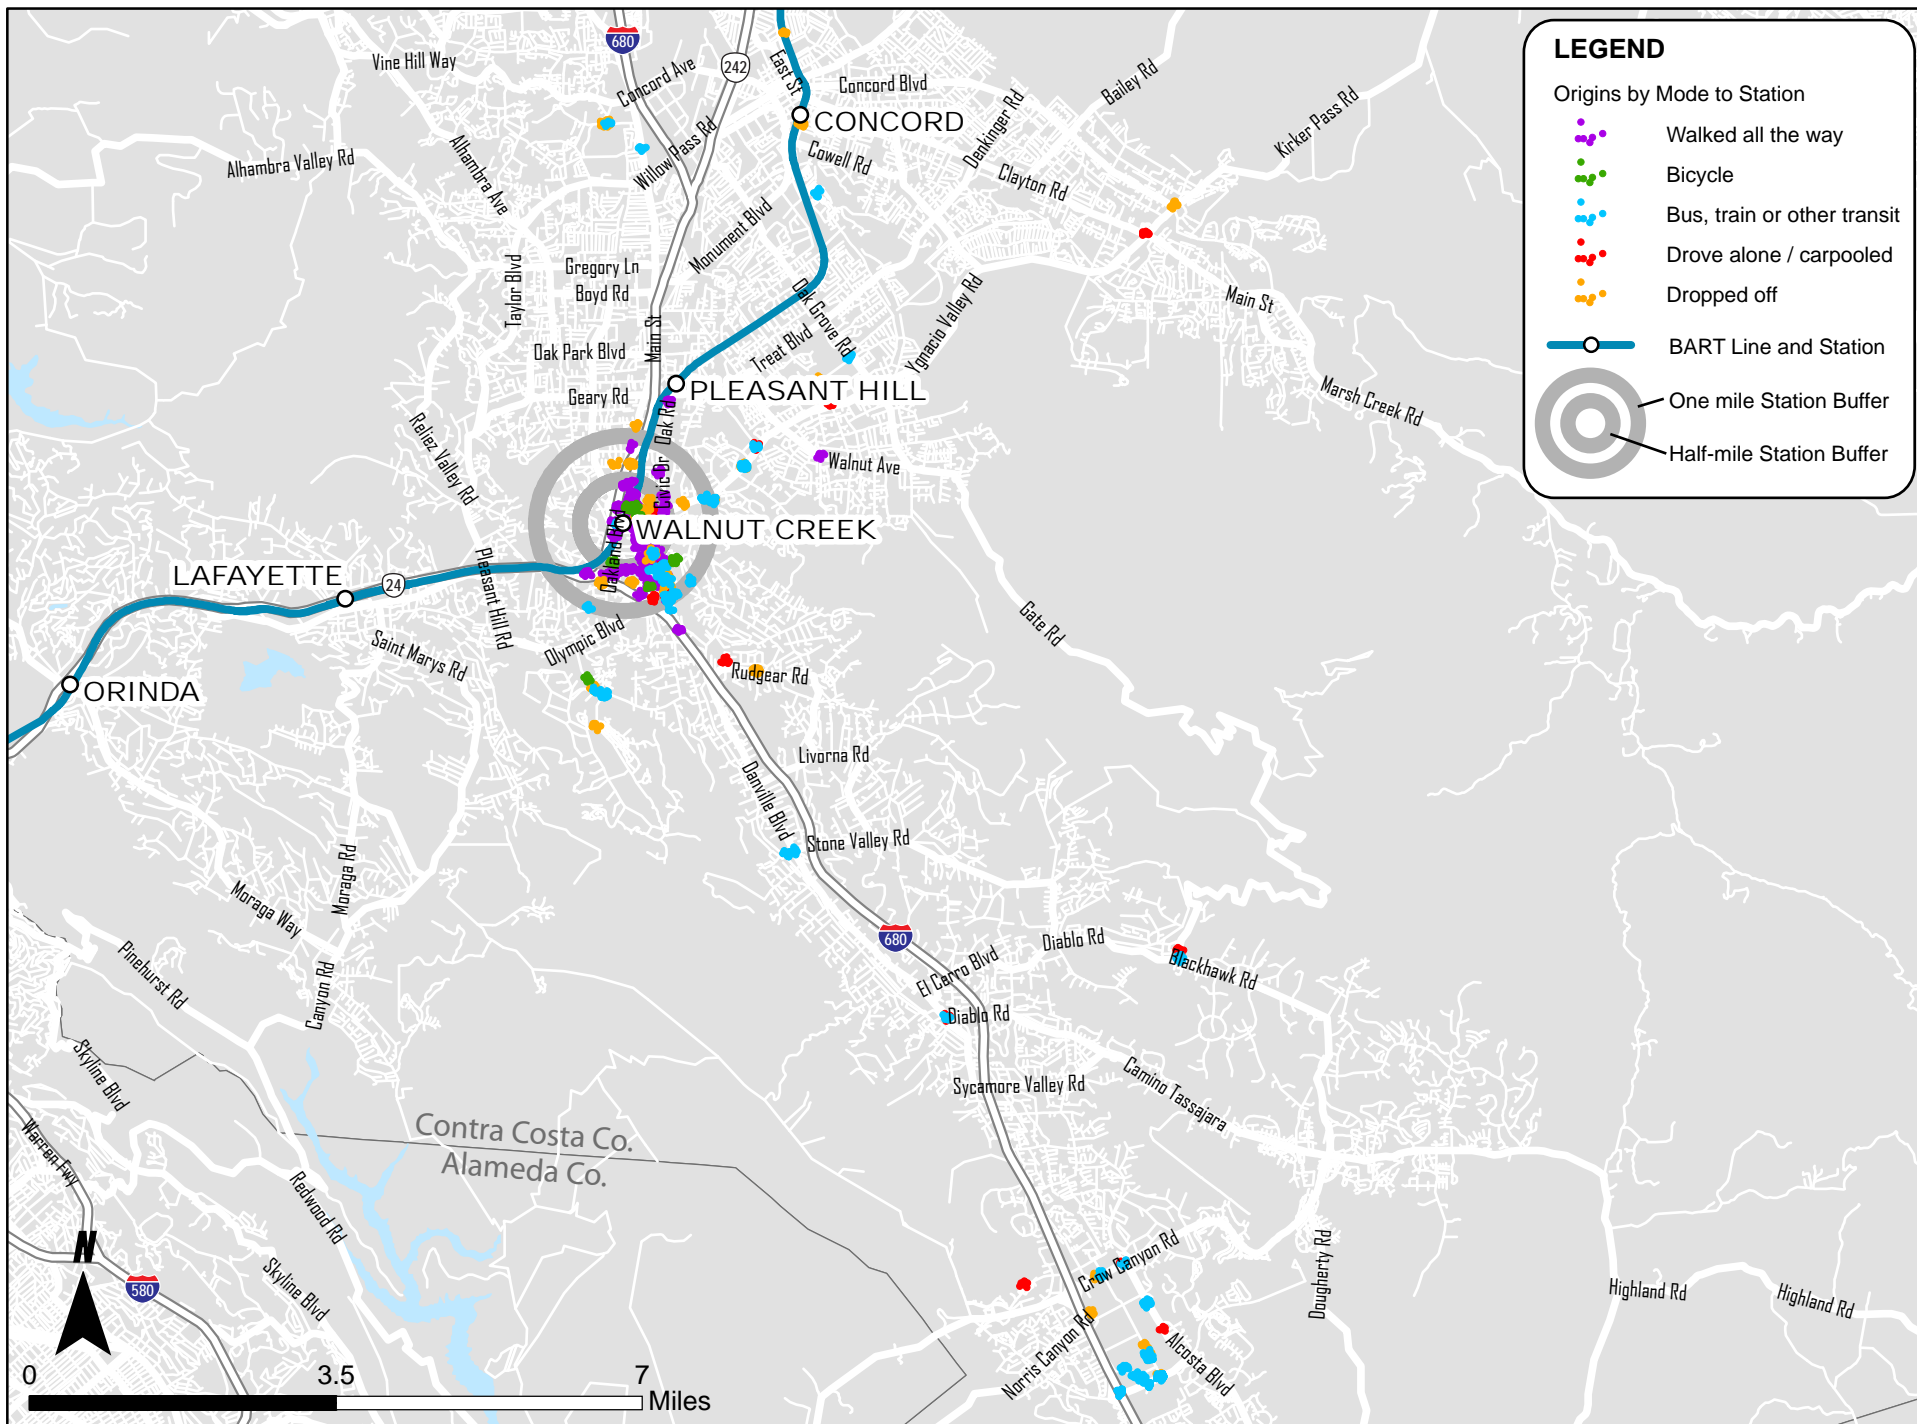 LEGEND
Origins by Mode to Station
Walked all the way
Bicycle
Bus, train or other transit
Drove alone / carpooled
Dropped off
BART Line and Station
One mile Station Buffer
Half-mile Station Buffer
680
242
Vine Hill Way
Concord Ave
East St
Concord Blvd
Bailey Rd
Kirker Pass Rd
CONCORD
Denkinger Rd
Alhambra Valley Rd
Alhambra Ave
Willow Pass Rd
Cowell Rd
Clayton Rd
Monument Blvd
Taylor Blvd
Gregory Ln
Boyd Rd
Main St
Oak Grove Rd
Ygnacio Valley Rd
Main St
Oak Park Blvd
Treat Blvd
PLEASANT HILL
Geary Rd
Oak Rd
Marsh Creek Rd
Reliez Valley Rd
Walnut Ave
Civic Dr
WALNUT CREEK
Oakland Blvd
LAFAYETTE
24
Pleasant Hill Rd
Gate Rd
Olympic Blvd
Saint Marys Rd
Rudgear Rd
ORINDA
Livorna Rd
Danville Blvd
Stone Valley Rd
Moraga Rd
Moraga Way
680
Diablo Rd
El Cerro Blvd
Blackhawk Rd
Pinehurst Rd
Canyon Rd
Diablo Rd
Skyline Blvd
Sycamore Valley Rd
Camino Tassajara
Warren Fwy
Contra Costa Co.
Alameda Co.
Redwood Rd
N
580
Skyline Blvd
Crow Canyon Rd
Dougherty Rd
Highland Rd
Highland Rd
Norris Canyon Rd
Alcosta Blvd
0 3.5 7
Miles